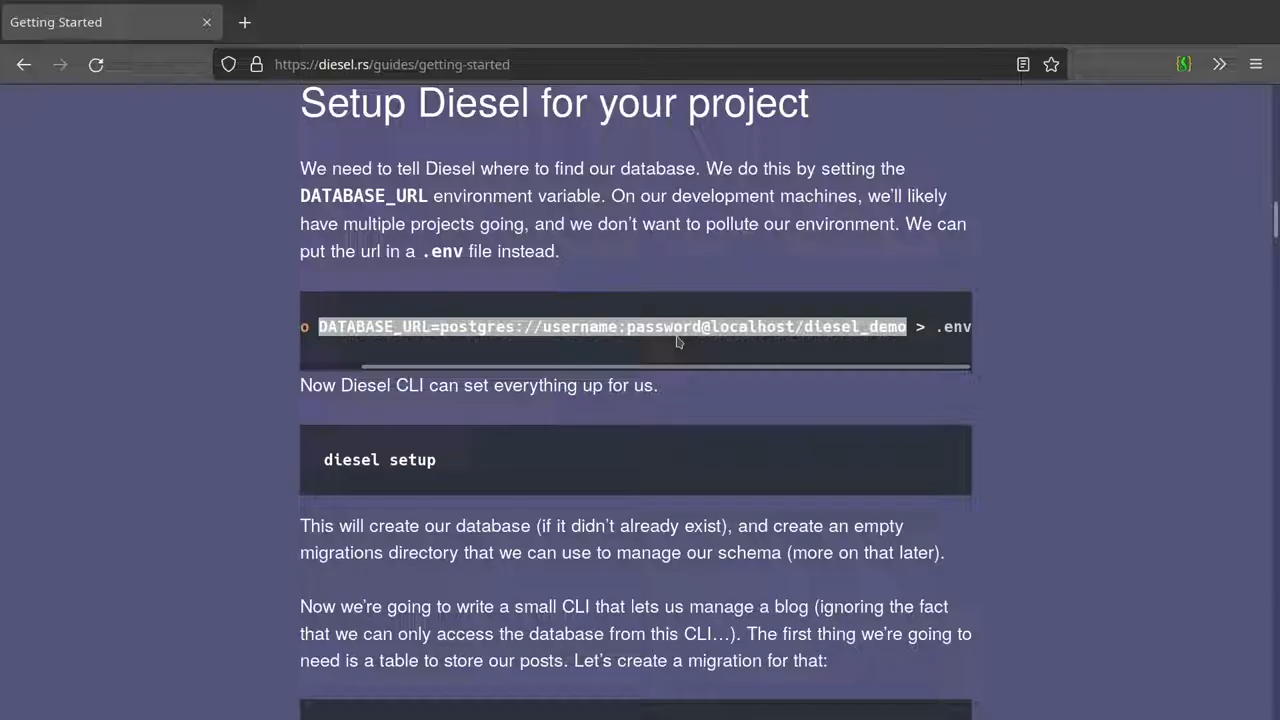 Getting Started
https://diesel.rs/guides/getting-started
Setup Diesel for your project
We need to tell Diesel where to find our database. We do this by setting the
DATABASE_URL environment variable. On our development machines, we’ll likely
have multiple projects going, and we don’t want to pollute our environment. We can
put the url in a .env file instead.
o DATABASE_URL=postgres://username:password@localhost/diesel_demo > .env
Now Diesel CLI can set everything up for us.
diesel setup
This will create our database (if it didn’t already exist), and create an empty
migrations directory that we can use to manage our schema (more on that later).
Now we’re going to write a small CLI that lets us manage a blog (ignoring the fact
that we can only access the database from this CLI…). The first thing we’re going to
need is a table to store our posts. Let’s create a migration for that: